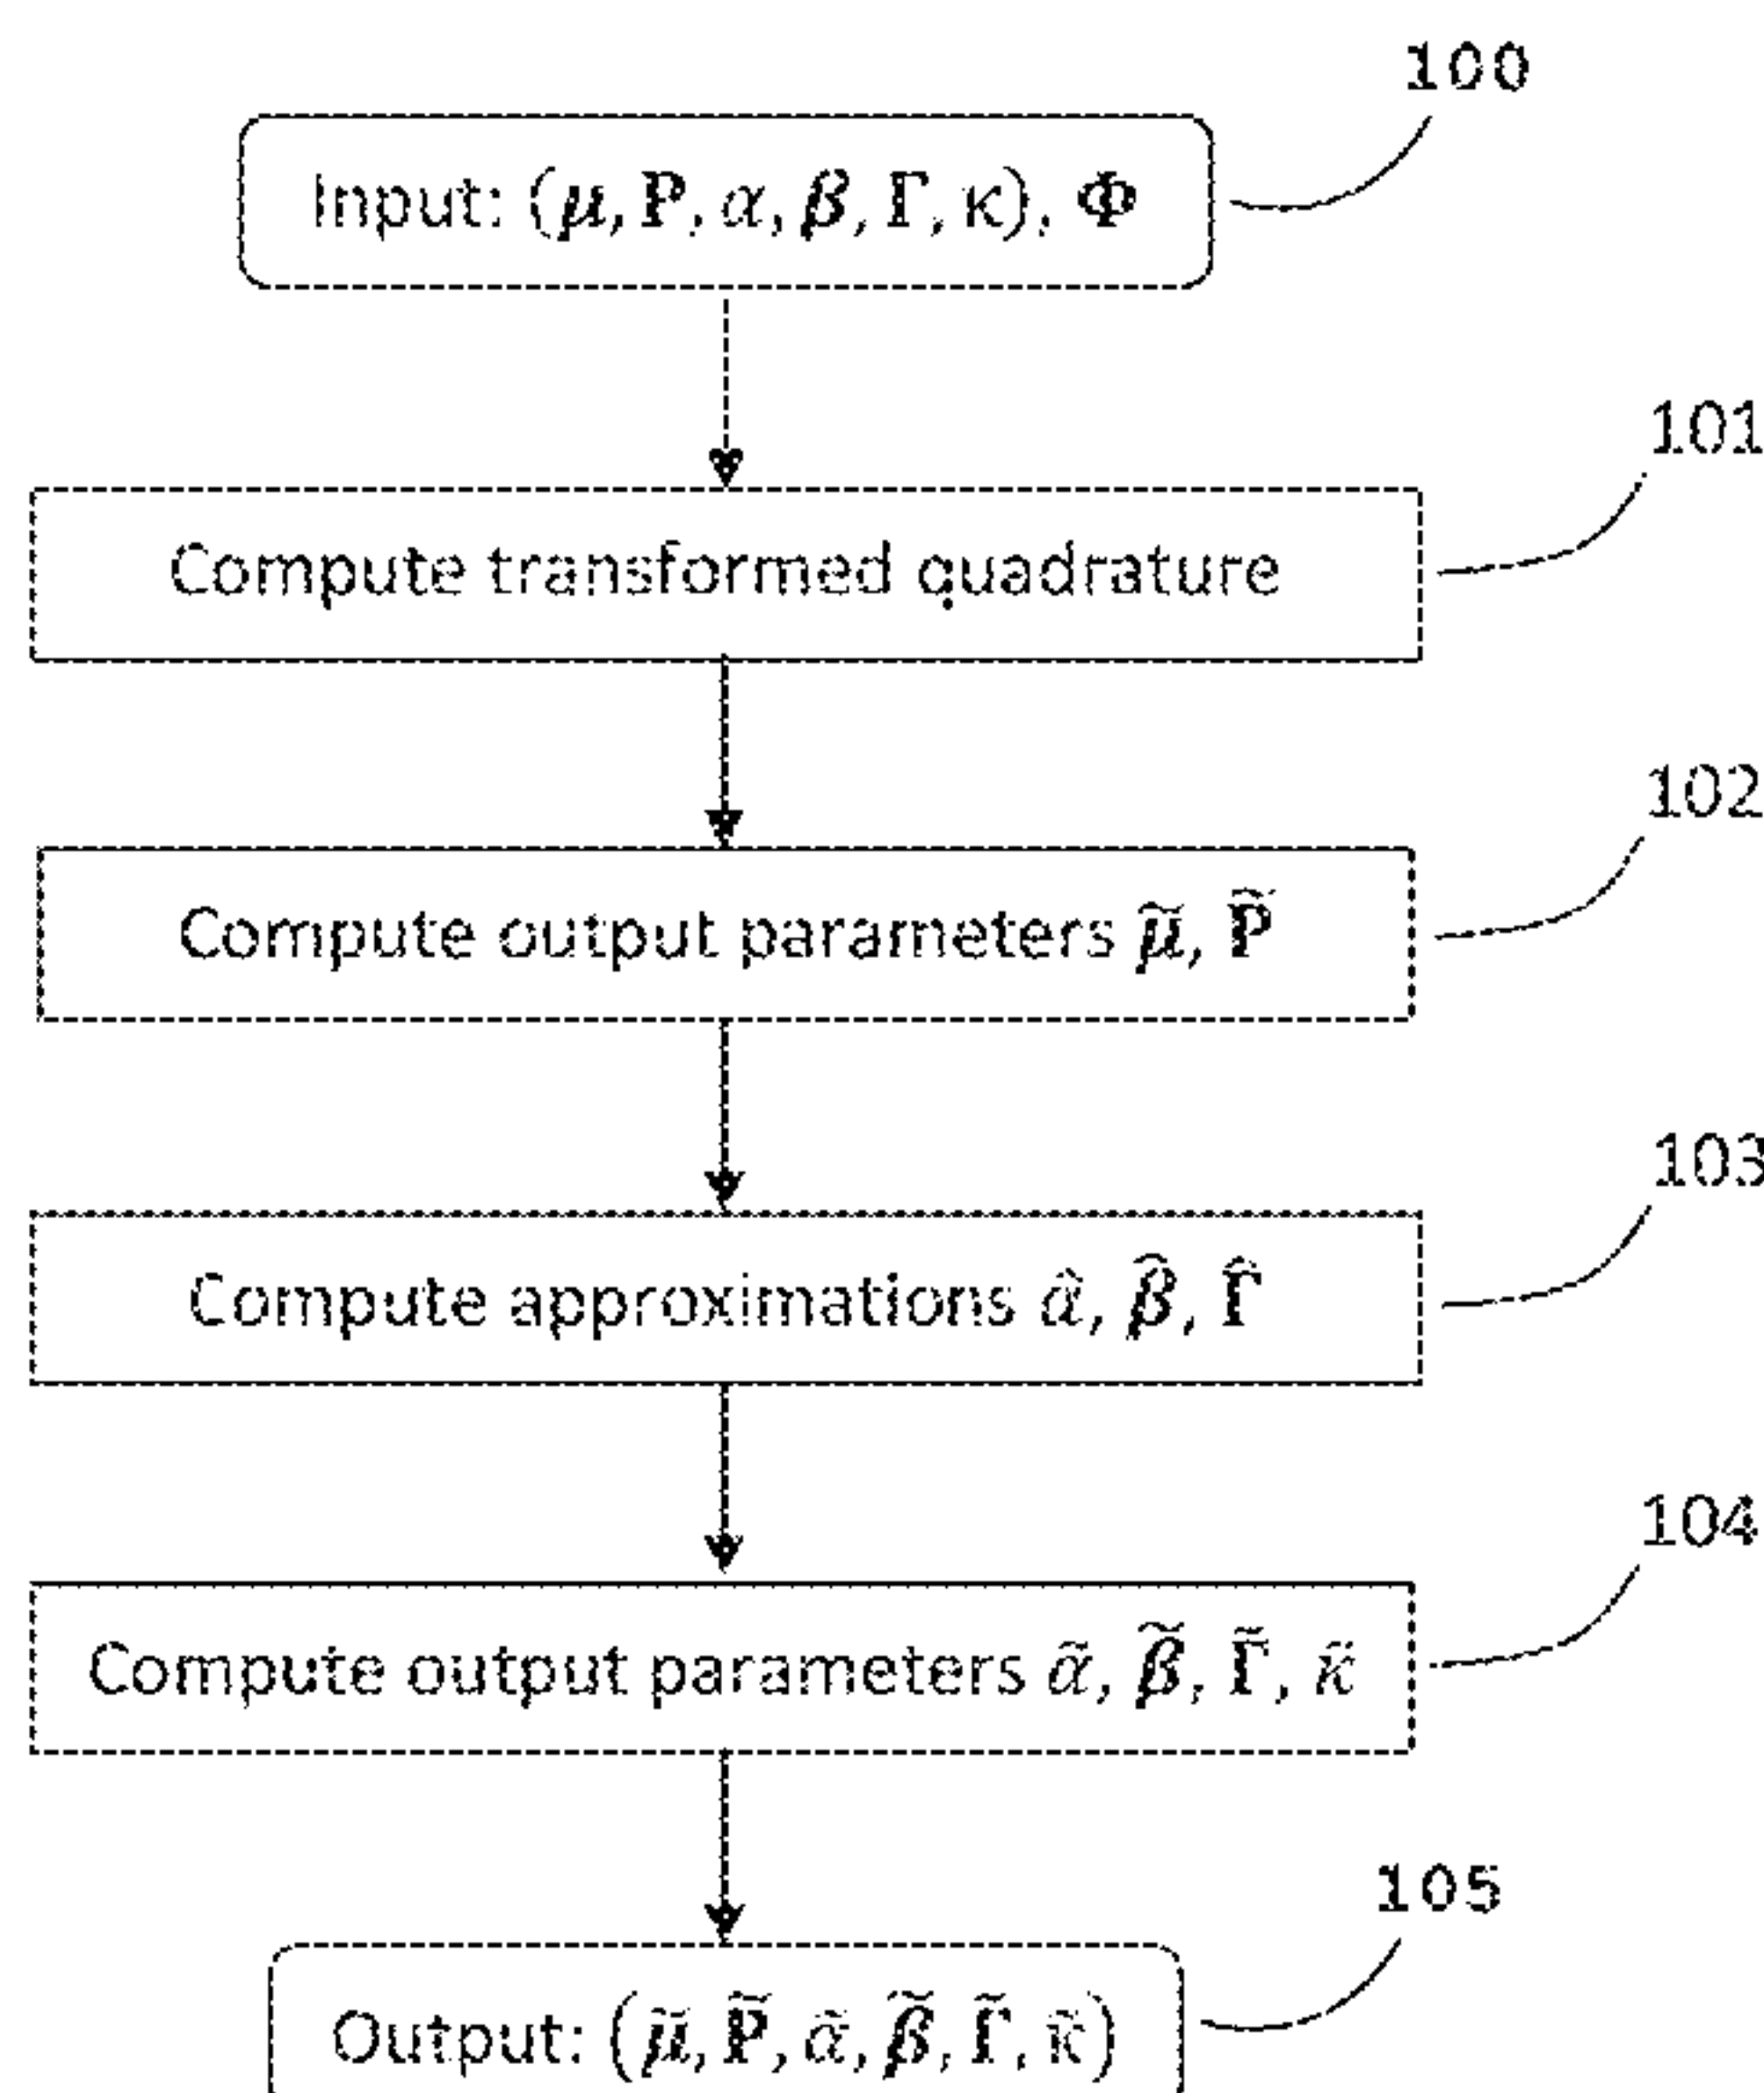 100
Input: (𝝁, 𝐏, α, 𝜷, 𝚪, κ), 𝚽
101
Compute transformed quadrature
102
Compute output parameters 𝝁̃, 𝐏̃
103
Compute approximations α̂, 𝜷̂, 𝚪̂
104
Compute output parameters α̃, 𝜷̃, 𝚪̃, κ̃
105
Output: (𝝁̃, 𝐏̃, α̃, 𝜷̃, 𝚪̃, κ̃)